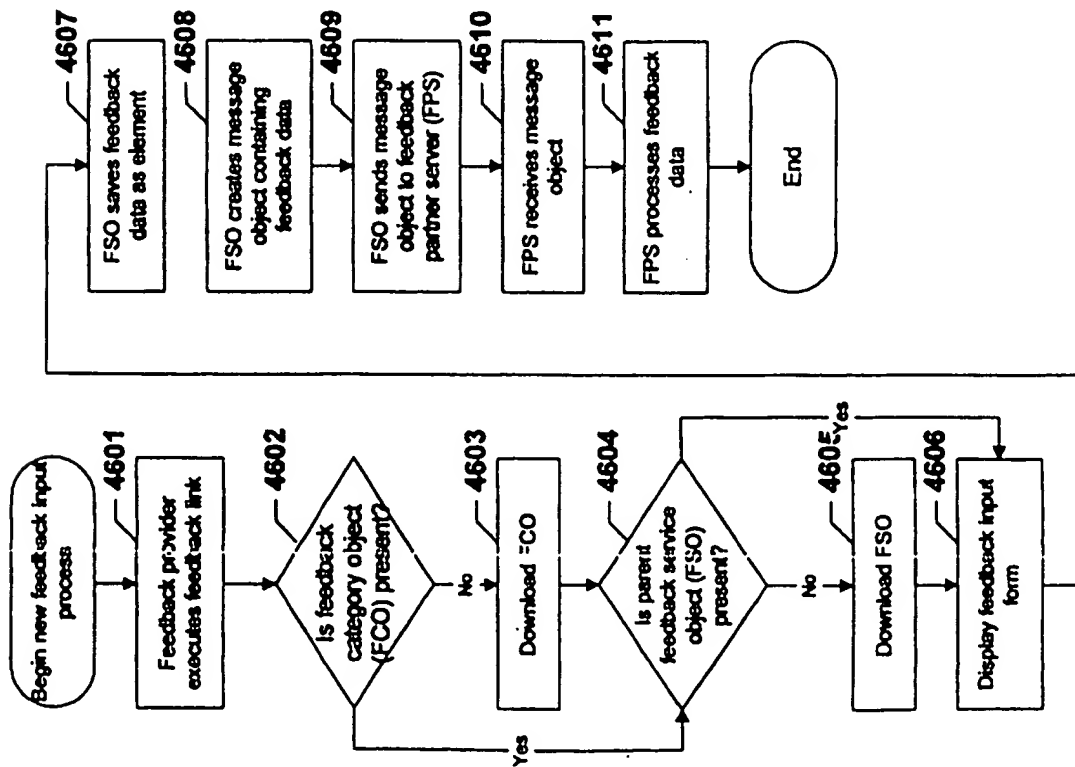 Begin new feedback input
process
4601
Feedback provider
executes feedback link
4602
Is feedback
category object
(FCO) present?
Yes
No
4603
Download FCO
4604
Is parent
feedback service
object (FSO)
present?
Yes
No
4605
Download FSO
4606
Display feedback input
form
4607
FSO saves feedback
data as element
4608
FSO creates message
object containing
feedback data
4609
FSO sends message
object to feedback
partner server (FPS)
4610
FPS receives message
object
4611
FPS processes feedback
data
End